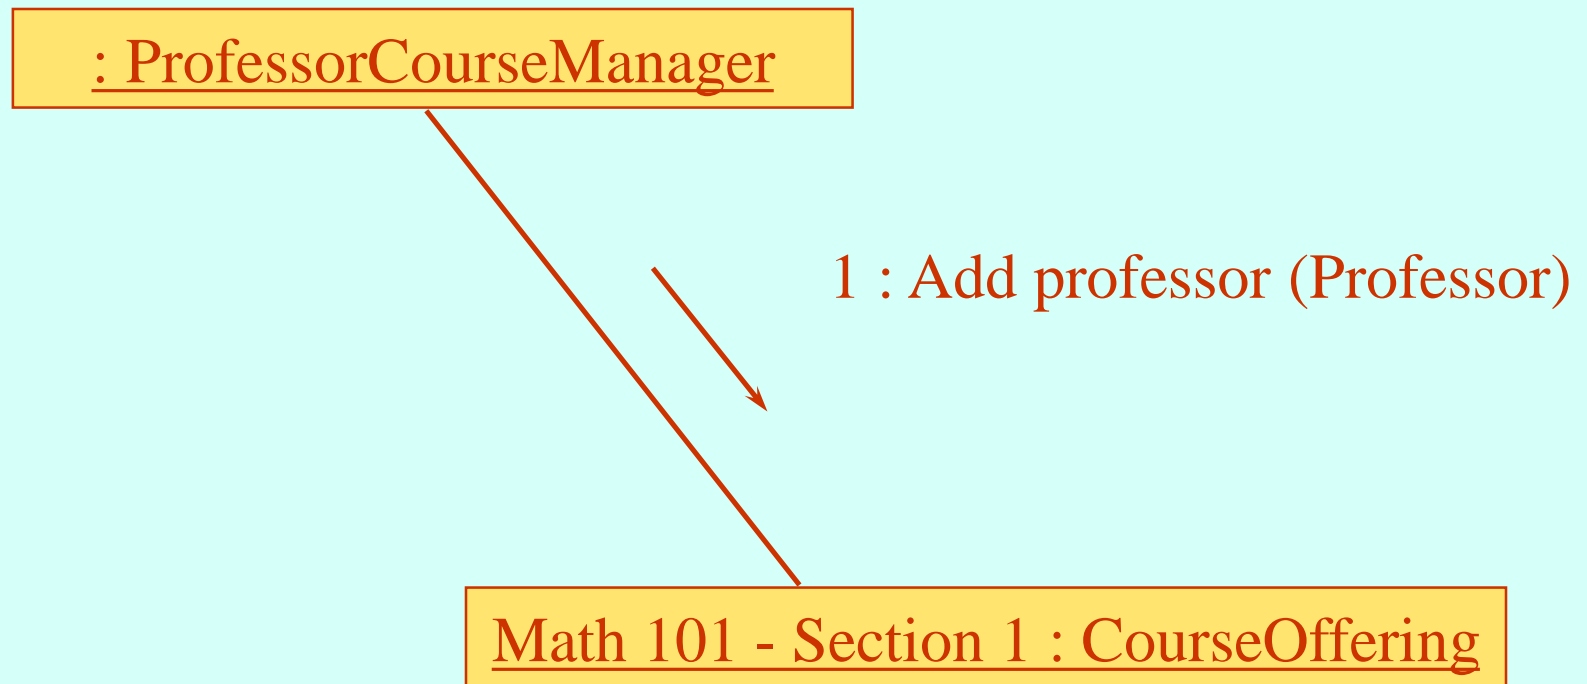 : ProfessorCourseManager
1 : Add professor (Professor)
Math 101 - Section 1 : CourseOffering